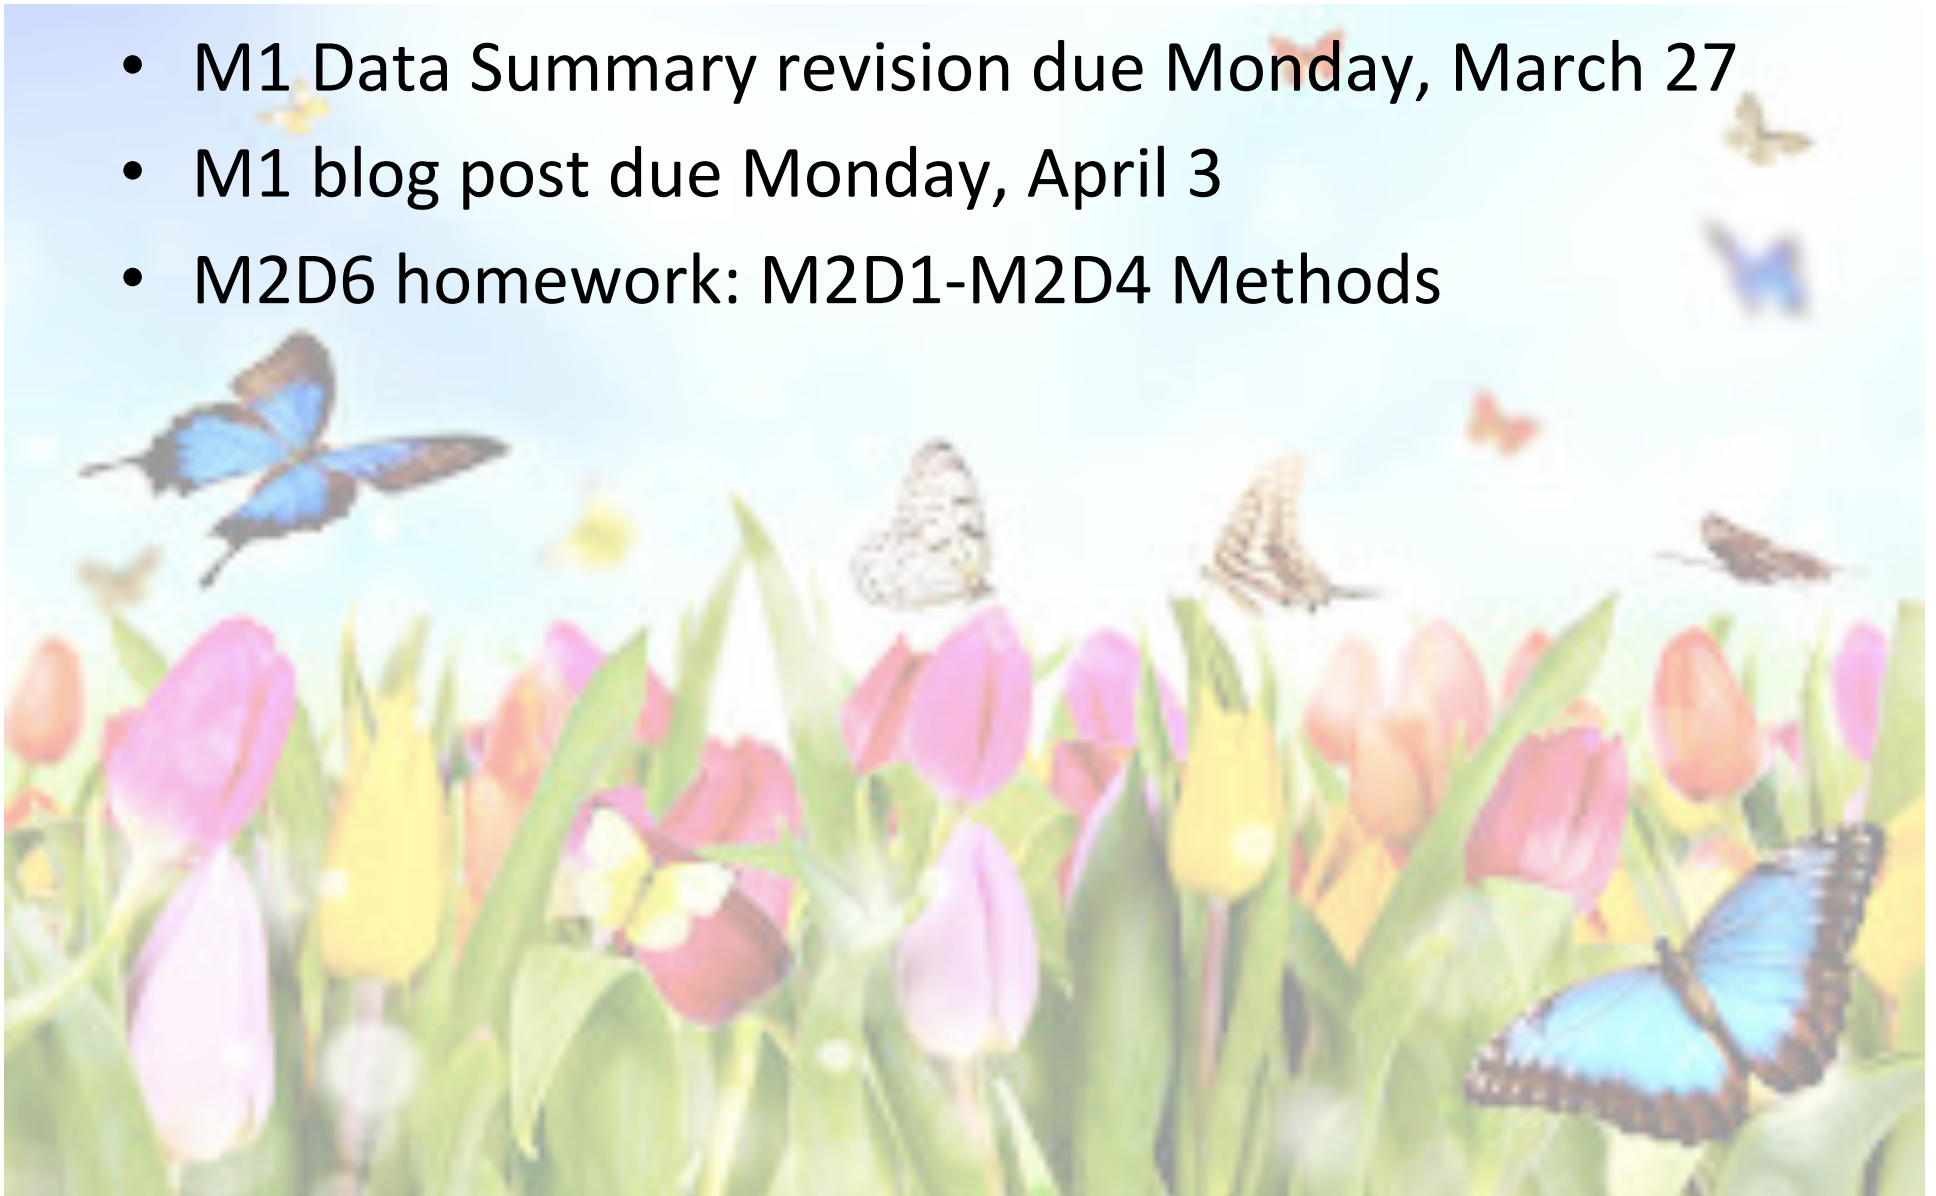 • M1 Data Summary revision due Monday, March 27
• M1 blog post due Monday, April 3
• M2D6 homework: M2D1-M2D4 Methods